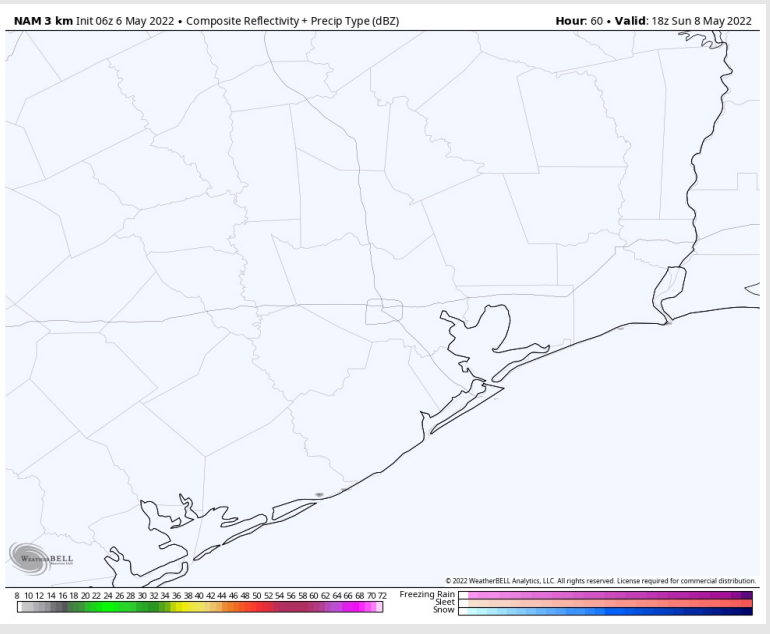 NAM 3 km Init 06z 6 May 2022 • Composite Reflectivity + Precip Type (dBZ)
Hour: 60 • Valid: 18z Sun 8 May 2022
WEATHERBELL
© 2022 WeatherBELL Analytics, LLC. All rights reserved. License required for commercial distribution.
8 10 12 14 16 18 20 22 24 26 28 30 32 34 36 38 40 42 44 46 48 50 52 54 56 58 60 62 64 66 68 70 72
Freezing Rain
Sleet
Snow